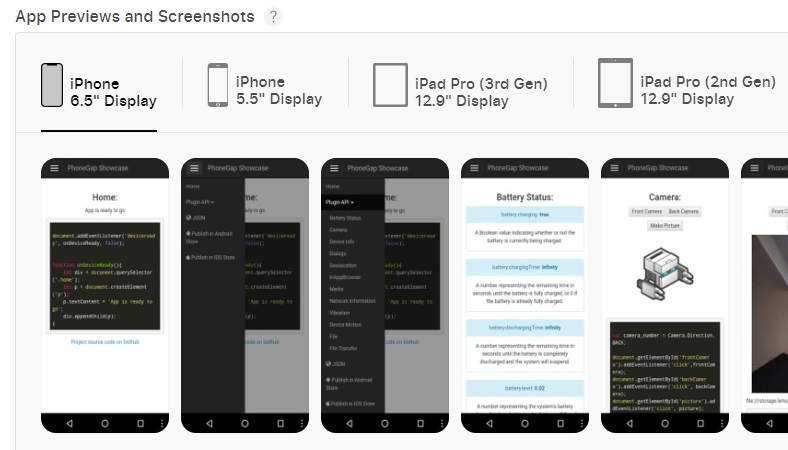 App Previews and Screenshots ?
iPhone
6.5" Display
iPhone
5.5" Display
iPad Pro (3rd Gen)
12.9" Display
iPad Pro (2nd Gen)
12.9" Display
PhoneGap Showcase
Home:
App is ready to go
document.addEventListener('deviceread
y', onDeviceReady, false);
function onDeviceReady(){
let div = document.querySelector
('.home');
let p = document.createElement
('p');
p.textContent = 'App is ready to
go';
div.appendChild(p);
}
Project source code on GitHub
PhoneGap Showcase
Home
Plugin API
JSON
Publish in Android
Store
Publish in IOS Store
PhoneGap Showcase
Home
Plugin API
Battery Status
Camera
Device Info
Dialogs
Geolocation
InAppBrowser
Media
Network Information
Vibration
Device Motion
File
File Transfer
JSON
Publish in Android
Store
Publish in IOS Store
PhoneGap Showcase
Battery Status:
battery.charging: true
A Boolean value indicating whether or not the
battery is currently being charged.
battery.chargingTime: Infinity
A number representing the remaining time in
seconds until the battery is fully charged, or 0 if
the battery is already fully charged.
battery.dischargingTime: Infinity
A number representing the remaining time in
seconds until the battery is completely
discharged and the system will suspend
battery.level: 0.02
A number representing the system's battery
PhoneGap Showcase
Camera:
Front Camera Back Camera
Make Picture
var camera_number = Camera.Direction.
BACK;
document.getElementById('frontCamer
a').addEventListener('click',frontCam
era);
document.getElementById('backCamer
a').addEventListener('click', backCam
era);
document.getElementById('picture').ad
dEventListener('click', picture);
PhoneG
Front C
file:///storage/emu